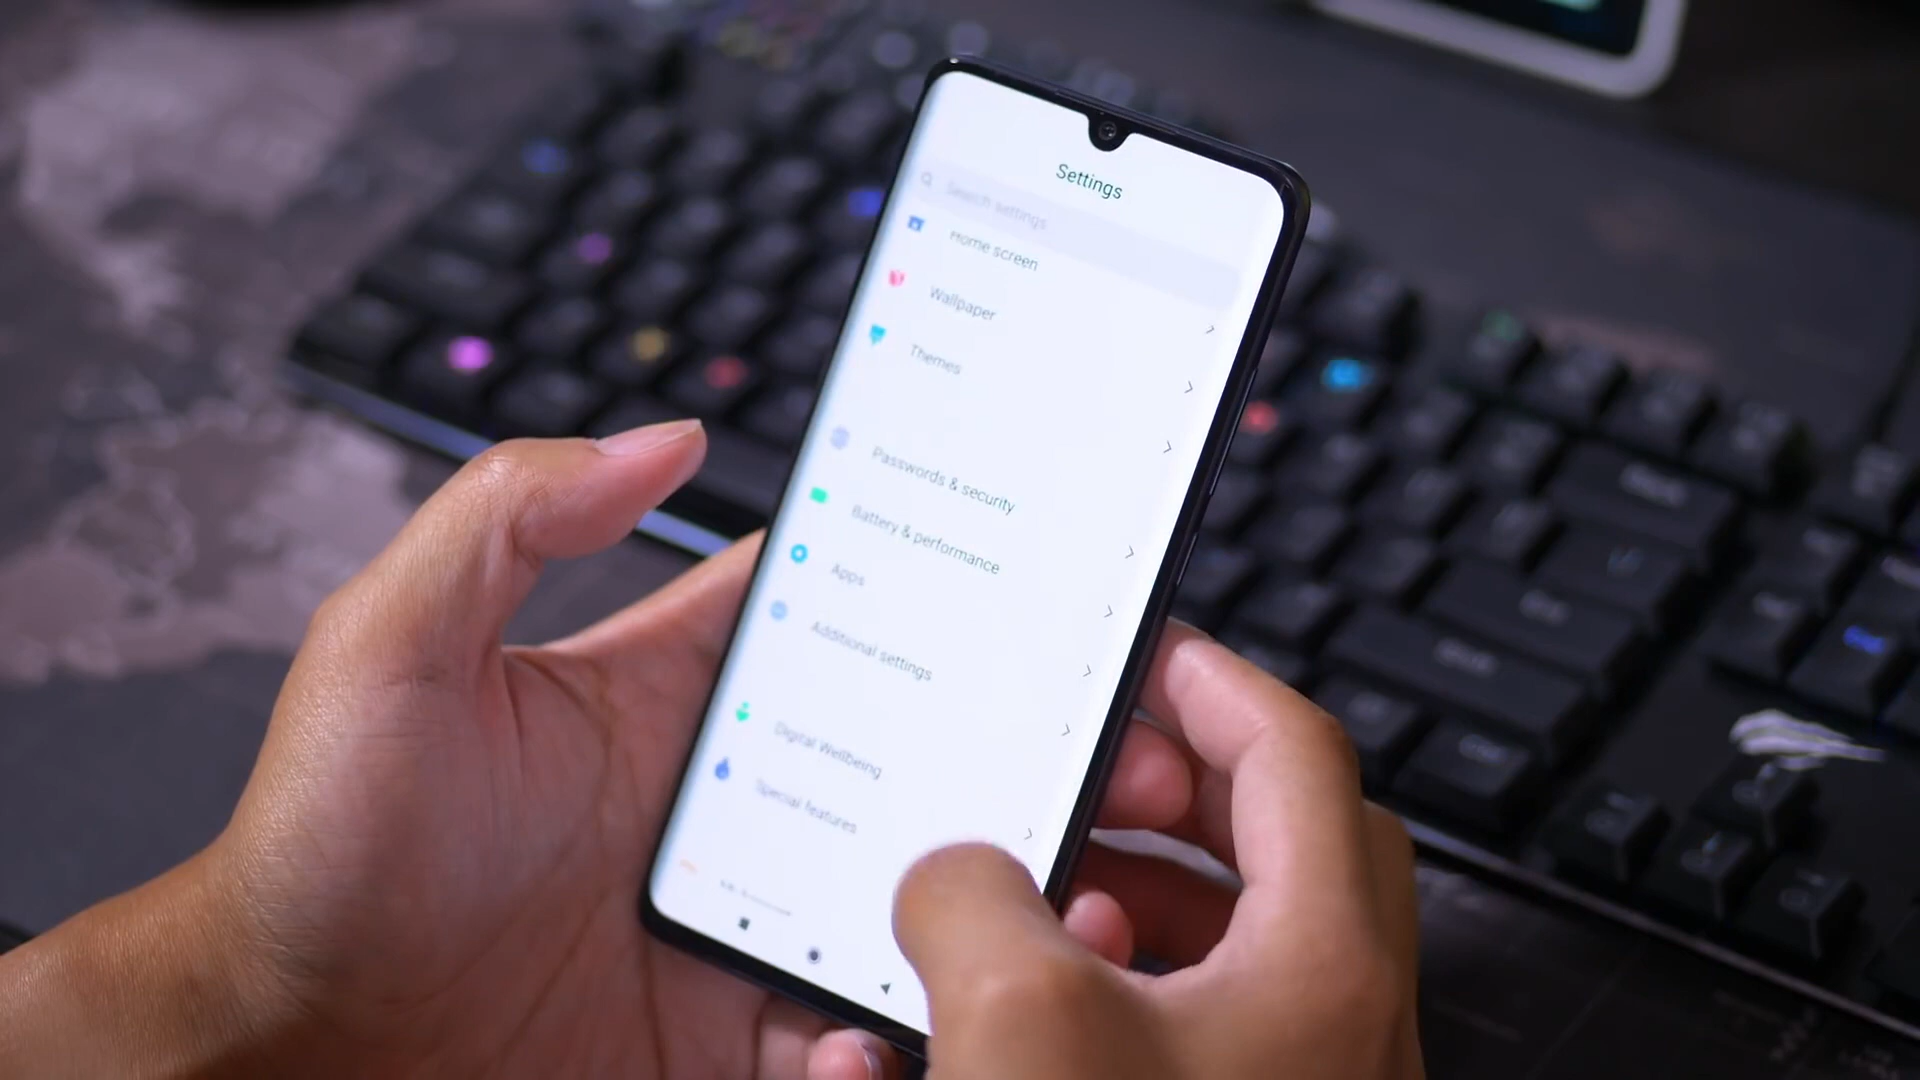 Settings
Search settings
Home screen
Wallpaper
Themes
Passwords & security
Battery & performance
Apps
Additional settings
Digital Wellbeing
Special features